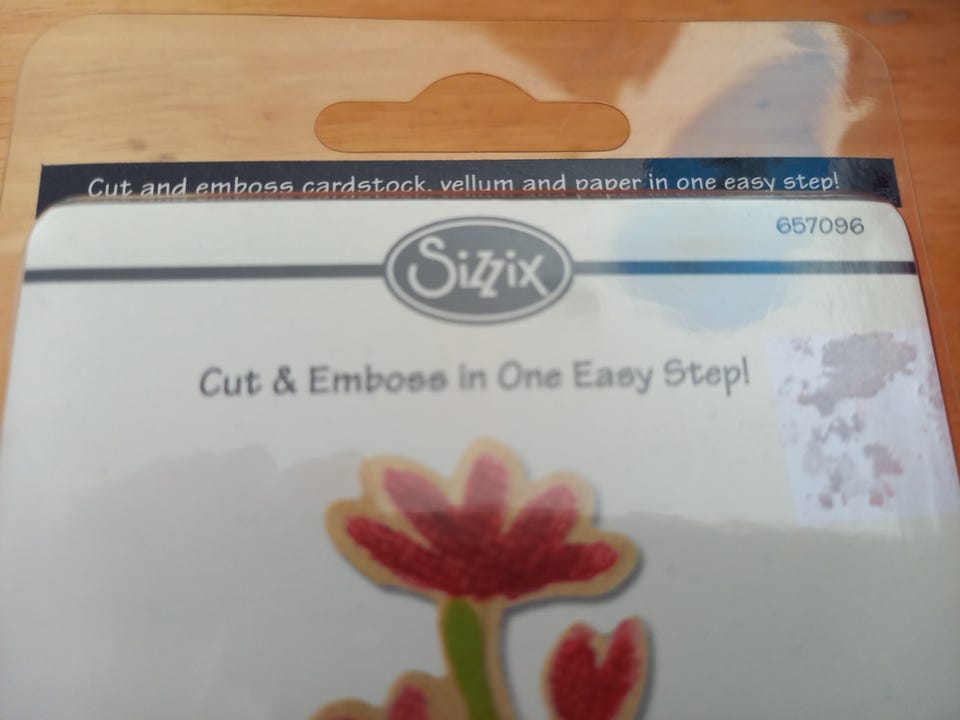 Cut and emboss cardstock, vellum and paper in one easy step!
657096
Sizzix
Cut & Emboss in One Easy Step!